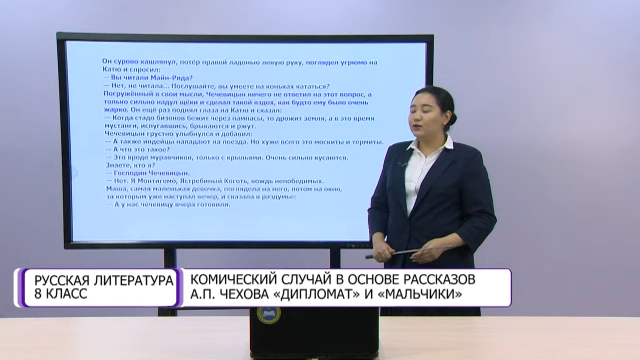 Он сурово кашлянул, потёр правой ладонью левую руку, поглядел угрюмо на
Катю и спросил:
— Вы читали Майн-Рида?
— Нет, не читала... Послушайте, вы умеете на коньках кататься?
Погружённый в свои мысли, Чечевицын ничего не ответил на этот вопрос, а
только сильно надул щёки и сделал такой вздох, как будто ему было очень
жарко. Он ещё раз поднял глаза на Катю и сказал:
— Когда стадо бизонов бежит через пампасы, то дрожит земля, а в это время
мустанги, испугавшись, брыкаются и ржут.
Чечевицын грустно улыбнулся и добавил:
— А также индейцы нападают на поезда. Но хуже всего это москиты и термиты.
— А что это такое?
— Это вроде муравчиков, только с крыльями. Очень сильно кусаются.
Знаете, кто я?
— Господин Чечевицын.
— Нет. Я Монтигомо, Ястребиный Коготь, вождь непобедимых.
Маша, самая маленькая девочка, поглядела на него, потом на окно,
за которым уже наступал вечер, и сказала в раздумье:
— А у нас чечевицу вчера готовили.
РУССКАЯ ЛИТЕРАТУРА
8 КЛАСС
КОМИЧЕСКИЙ СЛУЧАЙ В ОСНОВЕ РАССКАЗОВ
А.П. ЧЕХОВА «ДИПЛОМАТ» И «МАЛЬЧИКИ»